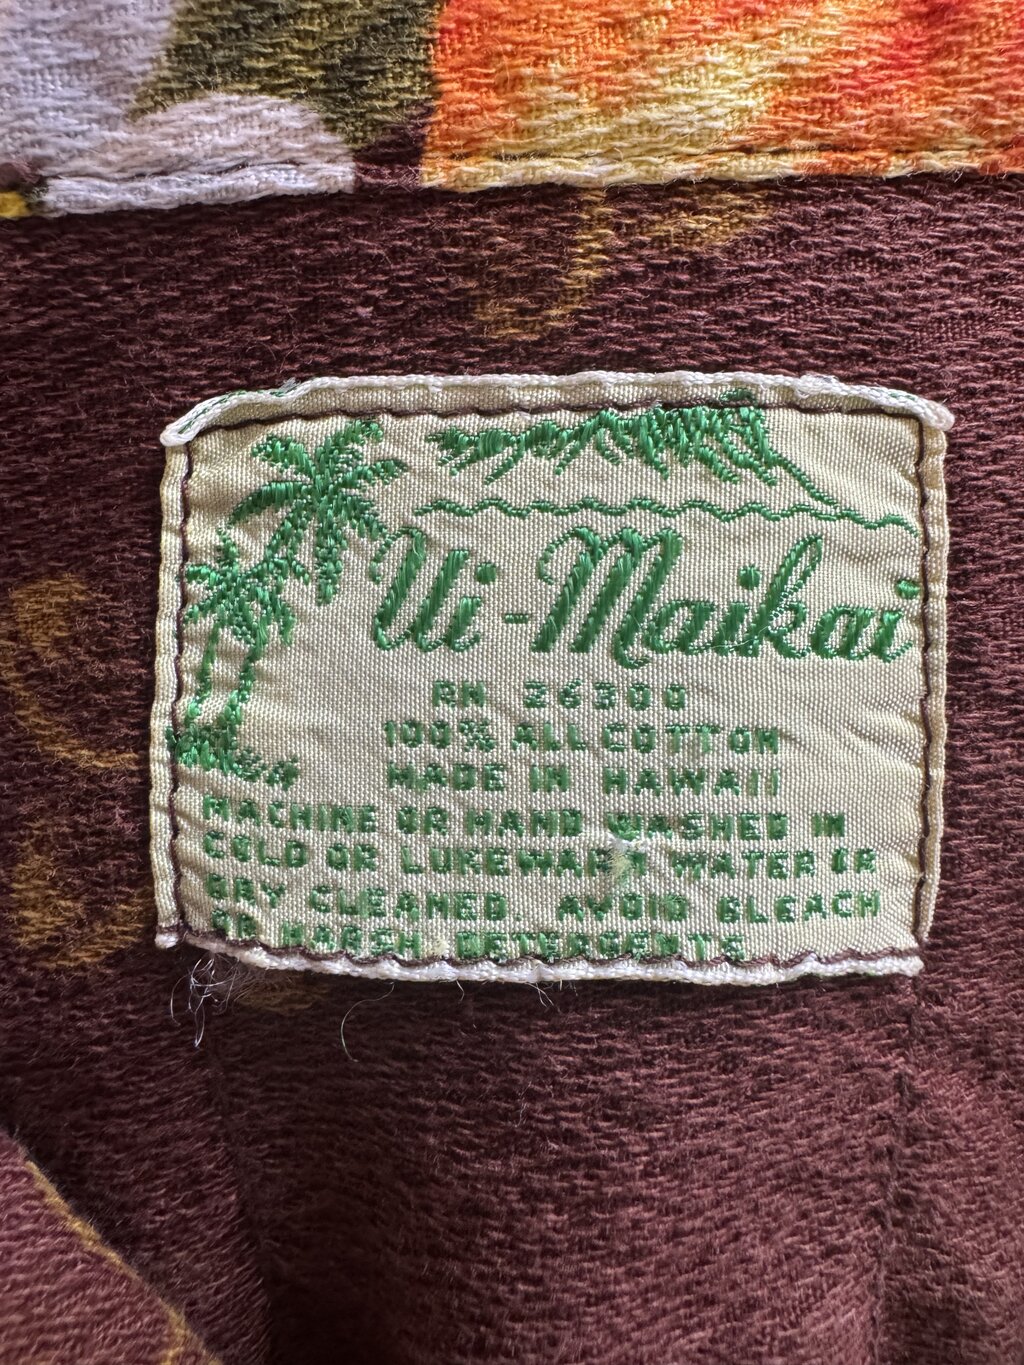 Ui-Maikai
RN 26300
100% ALL COTTON
MADE IN HAWAII
MACHINE OR HAND WASHED IN
COLD OR LUKEWARM WATER OR
DRY CLEANED. AVOID BLEACH
OR HARSH DETERGENTS